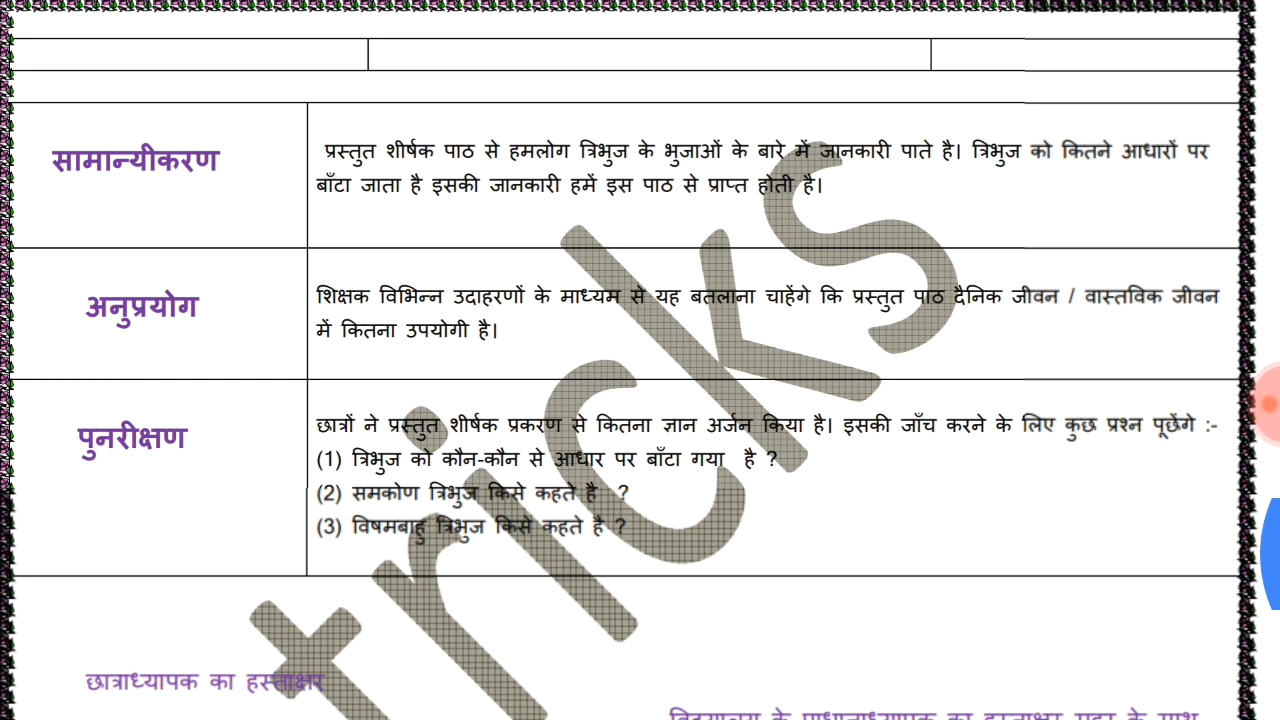 सामान्यीकरण
प्रस्तुत शीर्षक पाठ से हमलोग त्रिभुज के भुजाओं के बारे में जानकारी पाते है। त्रिभुज को कितने आधारों पर
बाँटा जाता है इसकी जानकारी हमें इस पाठ से प्राप्त होती है।
अनुप्रयोग
शिक्षक विभिन्न उदाहरणों के माध्यम से यह बतलाना चाहेंगे कि प्रस्तुत पाठ दैनिक जीवन / वास्तविक जीवन
में कितना उपयोगी है।
पुनरीक्षण
छात्रों ने प्रस्तुत शीर्षक प्रकरण से कितना ज्ञान अर्जन किया है। इसकी जाँच करने के लिए कुछ प्रश्न पूछेंगे :-
(1) त्रिभुज को कौन-कौन से आधार पर बाँटा गया है ?
(2) समकोण त्रिभुज किसे कहते है ?
(3) विषमबाहु त्रिभुज किसे कहते है ?
छात्राध्यापक का हस्ताक्षर
tricks